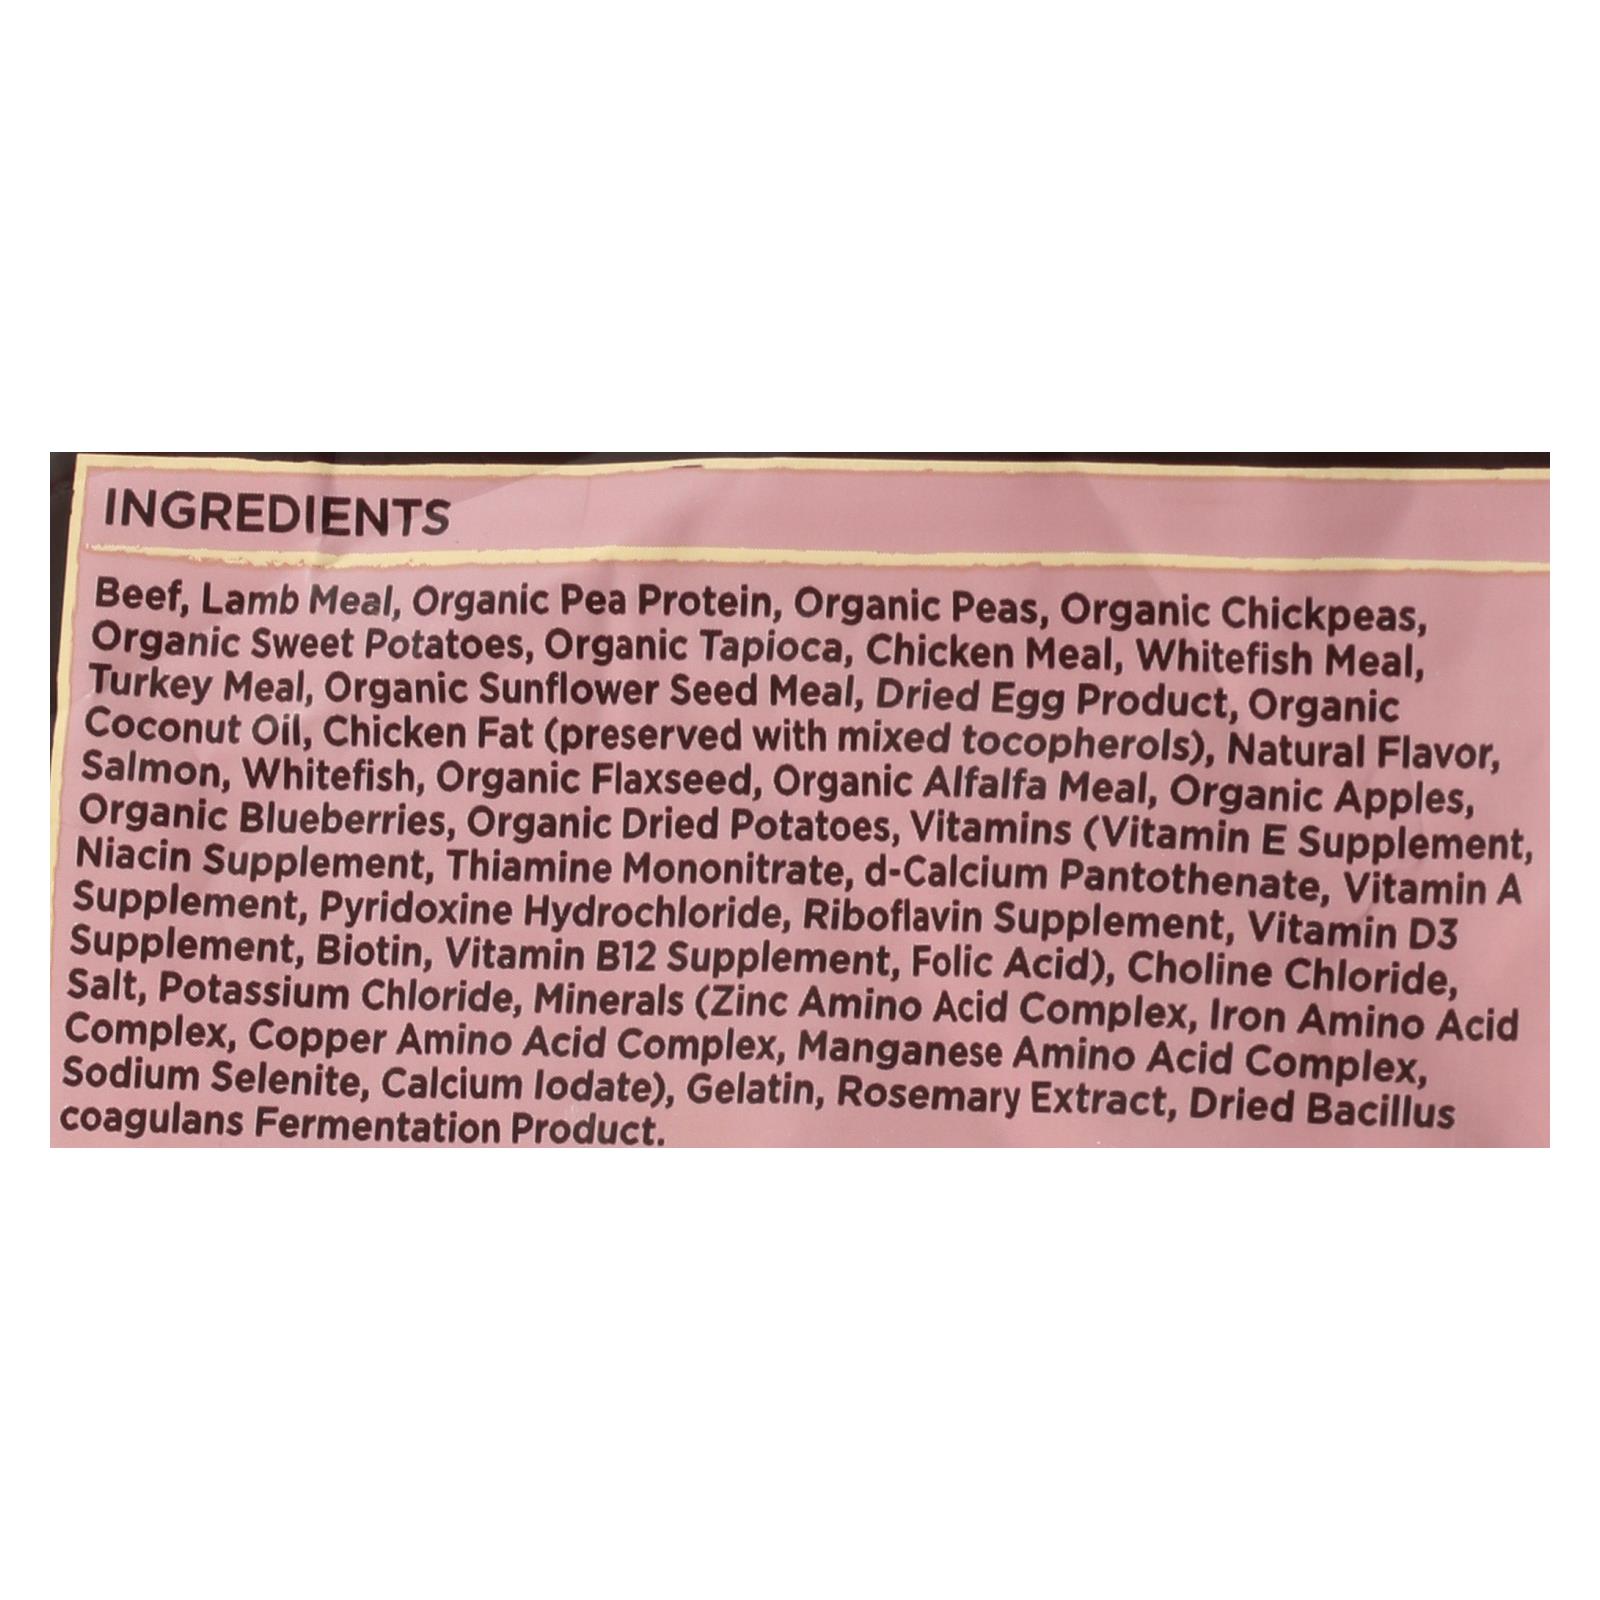 INGREDIENTS
Beef, Lamb Meal, Organic Pea Protein, Organic Peas, Organic Chickpeas,
Organic Sweet Potatoes, Organic Tapioca, Chicken Meal, Whitefish Meal,
Turkey Meal, Organic Sunflower Seed Meal, Dried Egg Product, Organic
Coconut Oil, Chicken Fat (preserved with mixed tocopherols), Natural Flavor,
Salmon, Whitefish, Organic Flaxseed, Organic Alfalfa Meal, Organic Apples,
Organic Blueberries, Organic Dried Potatoes, Vitamins (Vitamin E Supplement,
Niacin Supplement, Thiamine Mononitrate, d-Calcium Pantothenate, Vitamin A
Supplement, Pyridoxine Hydrochloride, Riboflavin Supplement, Vitamin D3
Supplement, Biotin, Vitamin B12 Supplement, Folic Acid), Choline Chloride,
Salt, Potassium Chloride, Minerals (Zinc Amino Acid Complex, Iron Amino Acid
Complex, Copper Amino Acid Complex, Manganese Amino Acid Complex,
Sodium Selenite, Calcium Iodate), Gelatin, Rosemary Extract, Dried Bacillus
coagulans Fermentation Product.